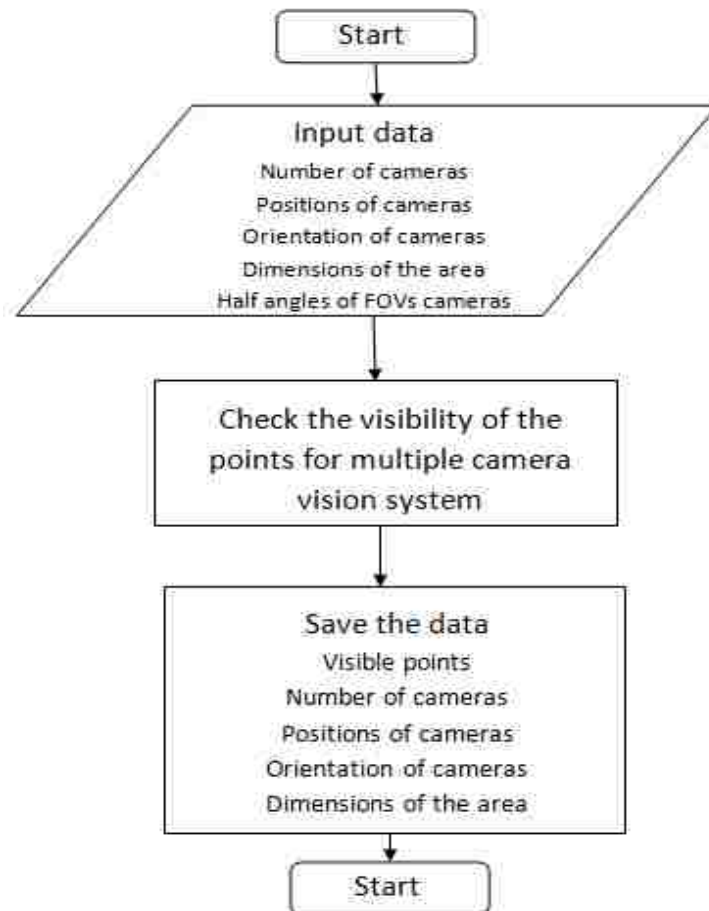 Start
Input data
Number of cameras
Positions of cameras
Orientation of cameras
Dimensions of the area
Half angles of FOVs cameras
Check the visibility of the
points for multiple camera
vision system
Save the data
Visible points
Number of cameras
Positions of cameras
Orientation of cameras
Dimensions of the area
Start